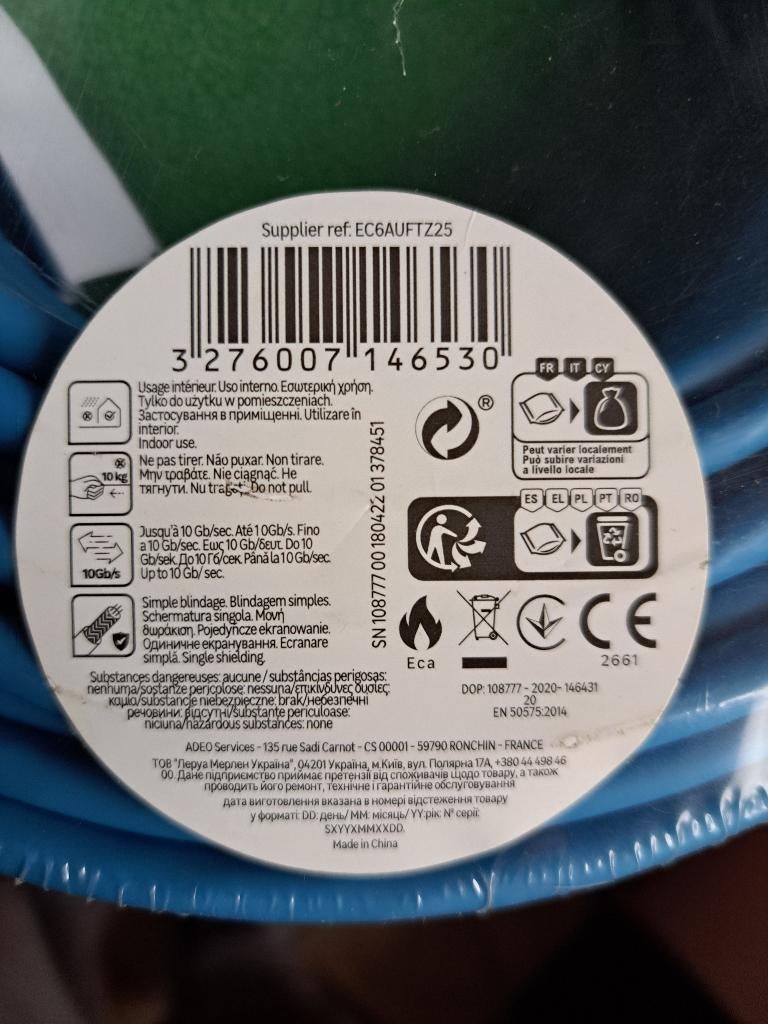 Supplier ref: EC6AUFTZ25
3 276007 146530
Usage intérieur. Uso interno. Εσωτερική χρήση.
Tylko do użytku w pomieszczeniach.
Застосування в приміщенні. Utilizare în
interior.
Indoor use.
10 kg
Ne pas tirer. Não puxar. Non tirare.
Μην τραβάτε. Nie ciągnąć. Не
тягнути. Nu trageţi. Do not pull.
10Gb/s
Jusqu'à 10 Gb/sec. Até 10Gb/s. Fino
a 10 Gb/sec. Εως 10 Gb/δευτ. Do 10
Gb/sek. До 10 Гб/сек. Până la 10 Gb/sec.
Up to 10 Gb/ sec.
Simple blindage. Blindagem simples.
Schermatura singola. Μονή
θωράκιση. Pojedyncze ekranowanie.
Одиничне екранування. Ecranare
simplă. Single shielding.
SN 108777 00 180422 01 378451
®
FR IT CY
Peut varier localement
Può subire variazioni
a livello locale
ES EL PL PT RO
Eca
CE
2661
Substances dangereuses: aucune / substâncias perigosas:
nenhuma/sostanze pericolose: nessuna/επικίνδυνες ουσίες:
καμία/substancje niebezpieczne: brak/небезпечні
речовини: відсутні/substanțe periculoase:
niciuna/hazardous substances: none
DOP: 108777 - 2020- 146431
20
EN 50575:2014
ADEO Services - 135 rue Sadi Carnot - CS 00001 - 59790 RONCHIN - FRANCE
ТОВ "Леруа Мерлен Україна", 04201 Україна, м.Київ, вул. Полярна 17А, +380 44 498 46
00. Дане підприємство приймає претензії від споживачів щодо товару, а також
проводить його ремонт, технічне і гарантійне обслуговування
дата виготовлення вказана в номері відстеження товару
у форматі: DD: день/ MM: місяць/ YY:рік. № серії:
SXYYXMMXXDD.
Made in China